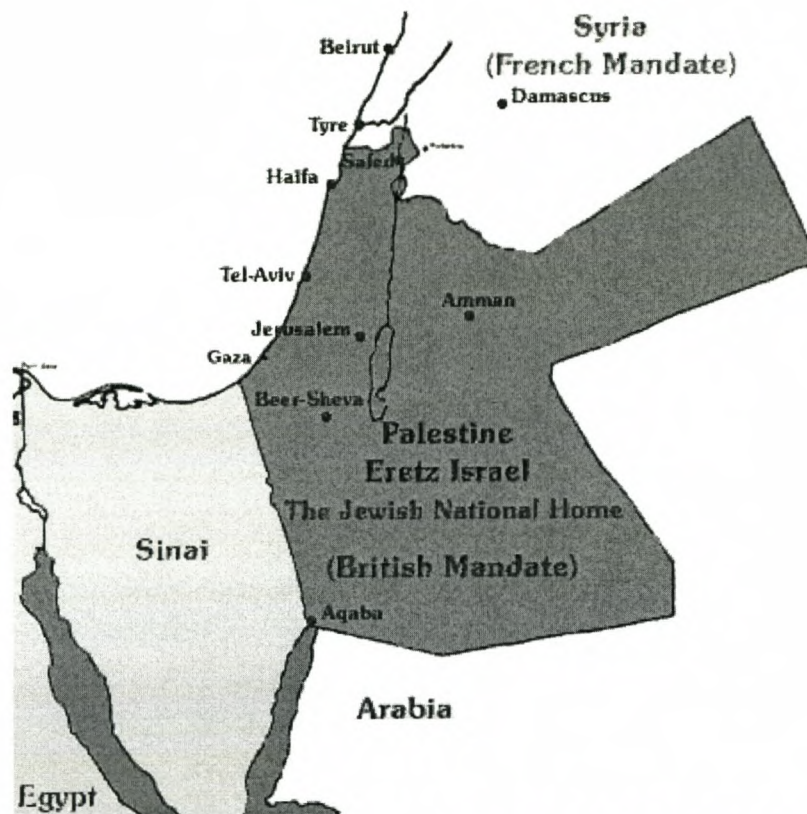 Syria
(French Mandate)
Beirut
Damascus
Tyre
Safed
Haifa
Tel-Aviv
Amman
Jerusalem
Gaza
Beer-Sheva
Palestine
Eretz Israel
The Jewish National Home
(British Mandate)
Sinai
Aqaba
Arabia
Egypt